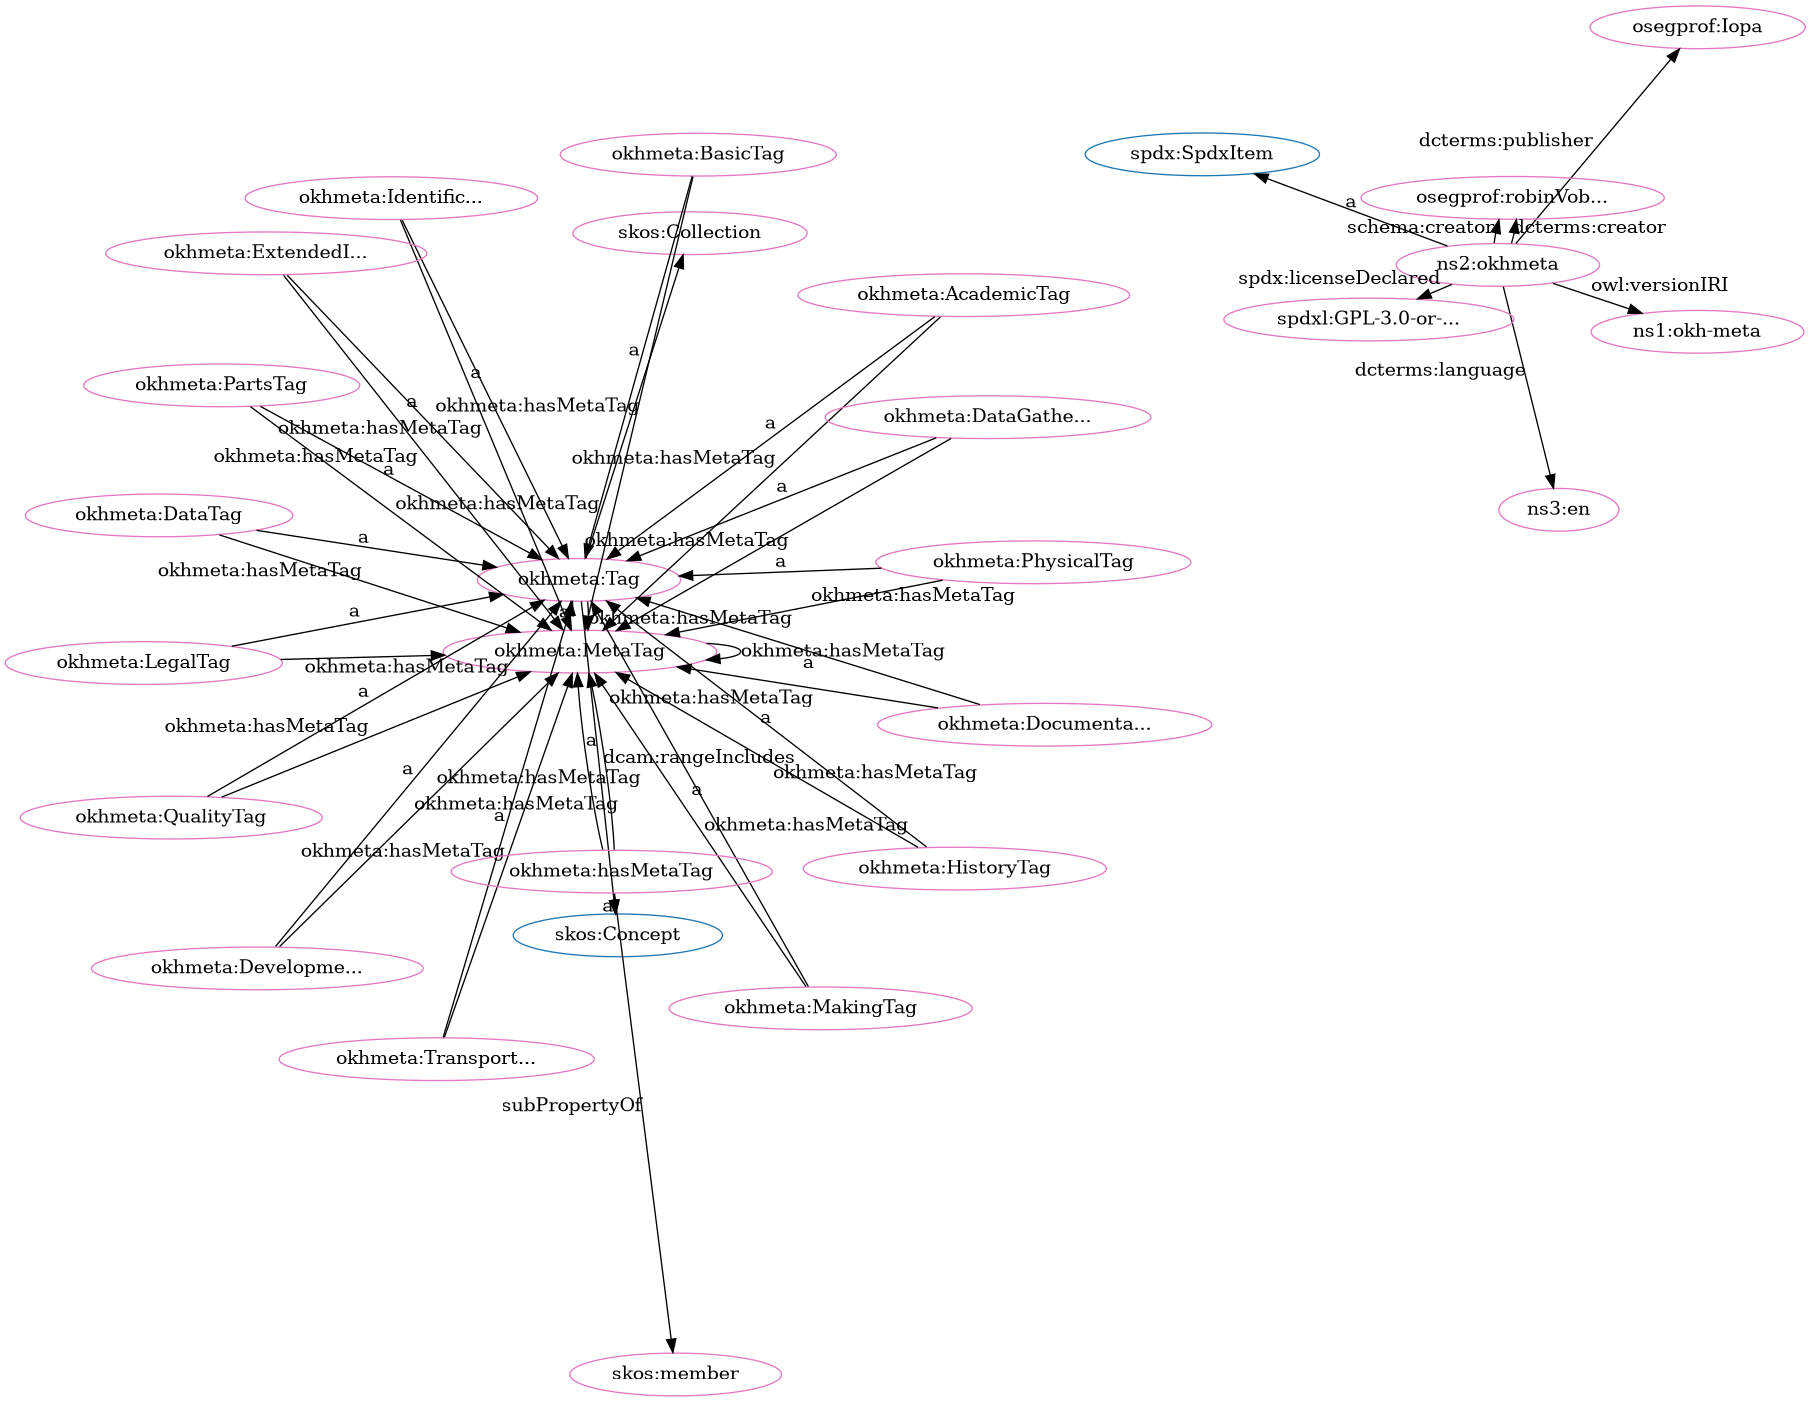 osegprof:Iopa
dcterms:publisher
spdx:SpdxItem
okhmeta:BasicTag
okhmeta:Identific...
osegprof:robinVob...
a
schema:creator
dcterms:creator
skos:Collection
okhmeta:ExtendedI...
ns2:okhmeta
spdx:licenseDeclared
owl:versionIRI
okhmeta:AcademicTag
spdxl:GPL-3.0-or-...
ns1:okh-meta
a
a
dcterms:language
okhmeta:PartsTag
a
okhmeta:hasMetaTag
okhmeta:DataGathe...
a
okhmeta:hasMetaTag
okhmeta:hasMetaTag
okhmeta:hasMetaTag
a
a
okhmeta:hasMetaTag
ns3:en
okhmeta:DataTag
a
okhmeta:hasMetaTag
okhmeta:PhysicalTag
a
okhmeta:hasMetaTag
okhmeta:Tag
okhmeta:hasMetaTag
a
a
okhmeta:hasMetaTag
okhmeta:MetaTag
okhmeta:hasMetaTag
okhmeta:LegalTag
a
okhmeta:hasMetaTag
a
okhmeta:hasMetaTag
a
okhmeta:hasMetaTag
okhmeta:Documenta...
a
dcam:rangeIncludes
a
okhmeta:hasMetaTag
okhmeta:hasMetaTag
a
okhmeta:hasMetaTag
okhmeta:QualityTag
a
okhmeta:hasMetaTag
okhmeta:hasMetaTag
okhmeta:hasMetaTag
okhmeta:HistoryTag
a
skos:Concept
okhmeta:Developme...
okhmeta:MakingTag
okhmeta:Transport...
subPropertyOf
skos:member